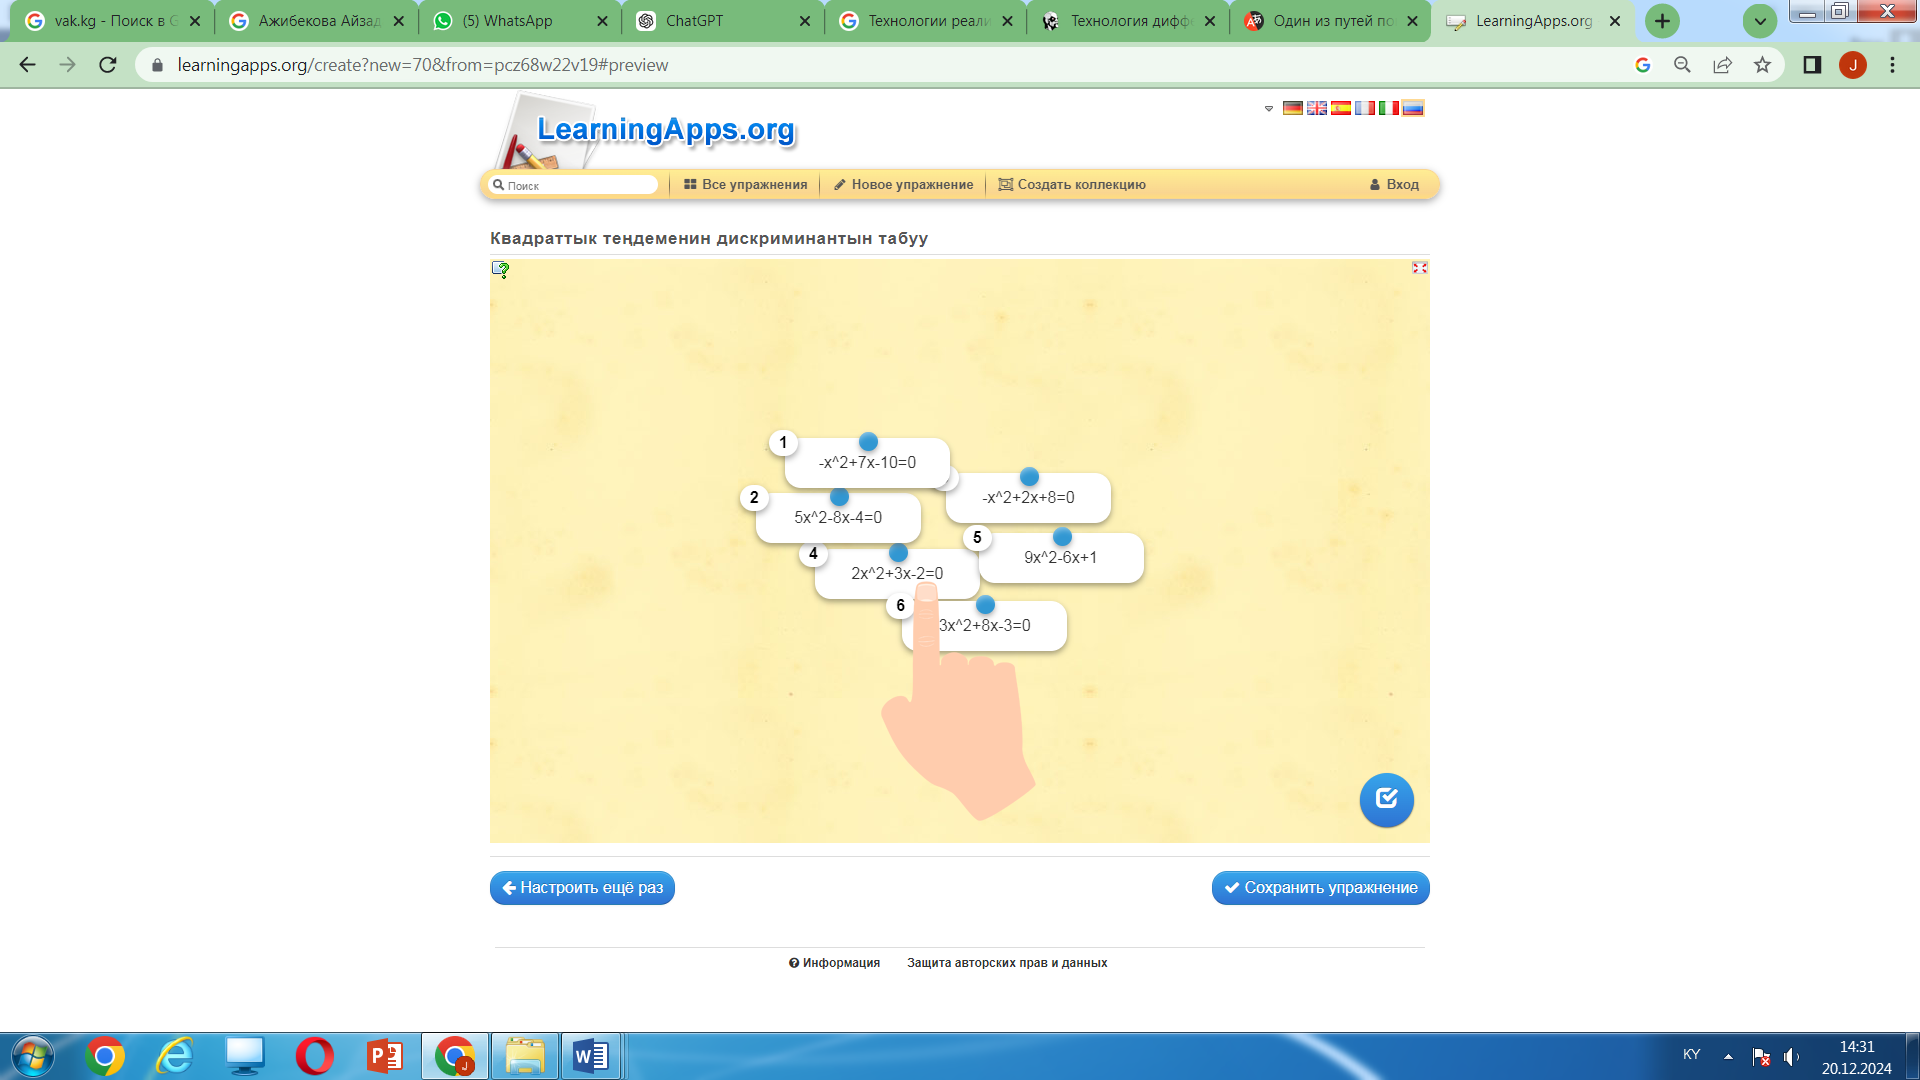 vak.kg - Поиск в G
Ажибекова Айзад
(5) WhatsApp
ChatGPT
Технологии реали
Технология диффе
Один из путей по
LearningApps.org
learningapps.org/create?new=70&from=pcz68w22v19#preview
J
LearningApps.org
Поиск
Все упражнения
Новое упражнение
Создать коллекцию
Вход
Квадраттык теңдеменин дискриминантын табуу
1
-x^2+7x-10=0
-x^2+2x+8=0
2
5x^2-8x-4=0
5
9x^2-6x+1
4
2x^2+3x-2=0
6
3x^2+8x-3=0
Настроить ещё раз
Сохранить упражнение
Информация
Защита авторских прав и данных
KY
14:31
20.12.2024